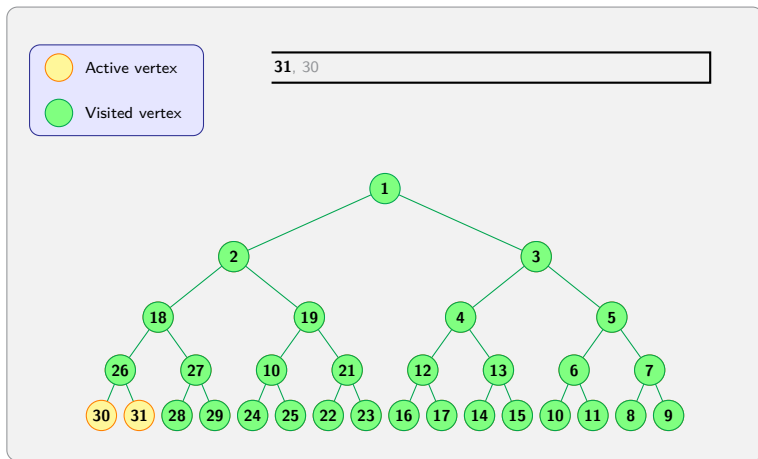 Active vertex
31, 30
Visited vertex
1
2 3
18 19 4 5
26 27 10 21 12 13 6 7
30 31 28 29 24 25 22 23 16 17 14 15 10 11 8 9